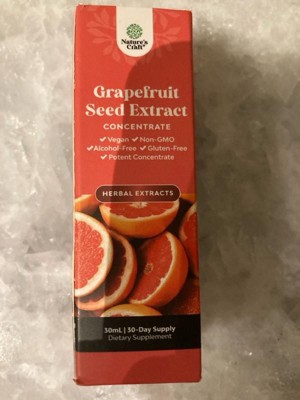 Nature's
Craft
Grapefruit
Seed Extract
CONCENTRATE
✓ Vegan ✓ Non-GMO
✓Alcohol-Free ✓ Gluten-Free
✓ Potent Concentrate
HERBAL EXTRACTS
30mL | 30-Day Supply
Dietary Supplement